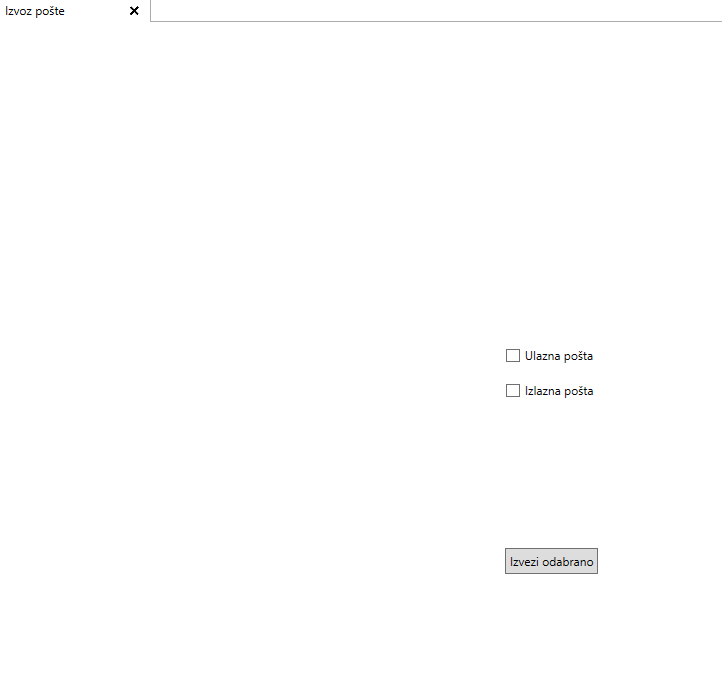 Izvoz pošte
Ulazna pošta
Izlazna pošta
Izvezi odabrano